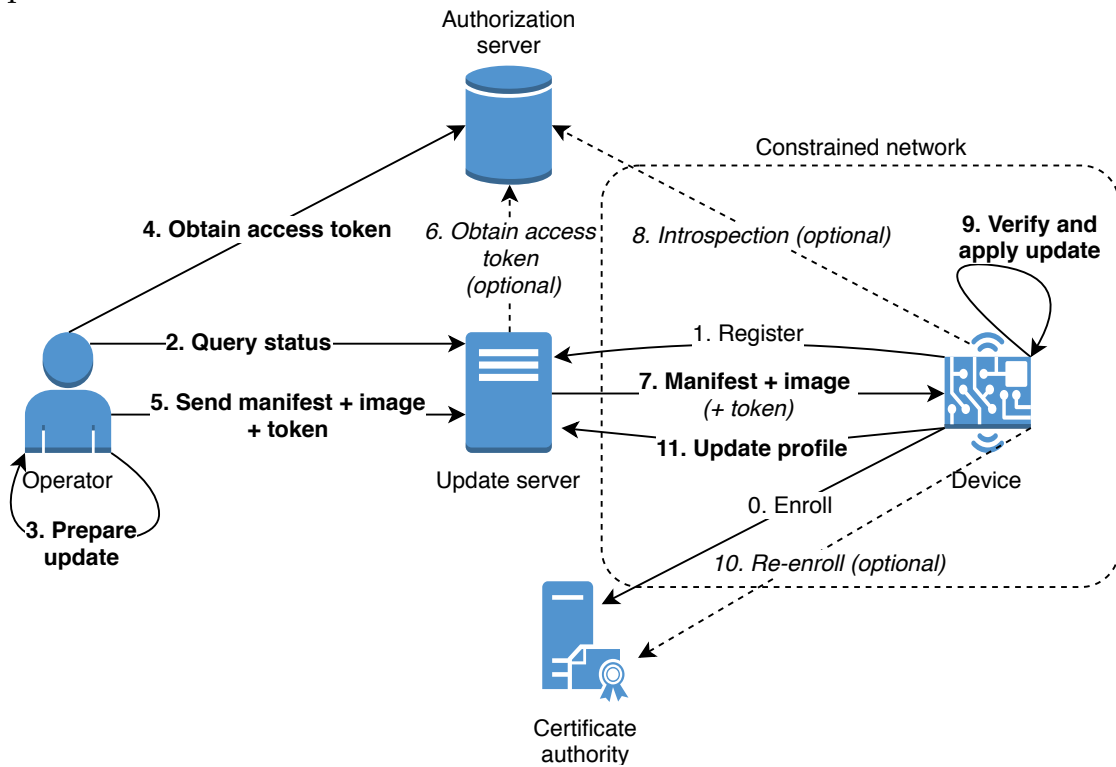 Authorization
server
Constrained network
4. Obtain access token
6. Obtain access
token
(optional)
8. Introspection (optional)
9. Verify and
apply update
2. Query status
1. Register
5. Send manifest + image
+ token
7. Manifest + image
(+ token)
11. Update profile
Operator
Update server
Device
3. Prepare
update
0. Enroll
10. Re-enroll (optional)
Certificate
authority